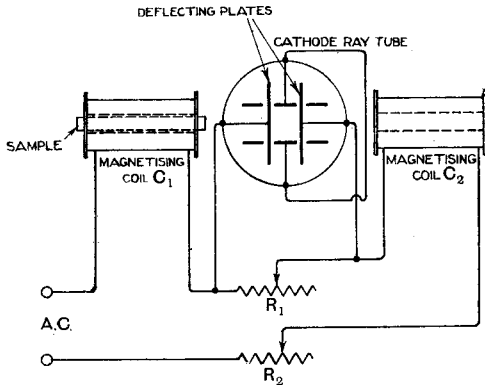 DEFLECTING PLATES
CATHODE RAY TUBE
SAMPLE
MAGNETISING
COIL C₁
MAGNETISING
COIL C₂
R₁
A.C.
R₂